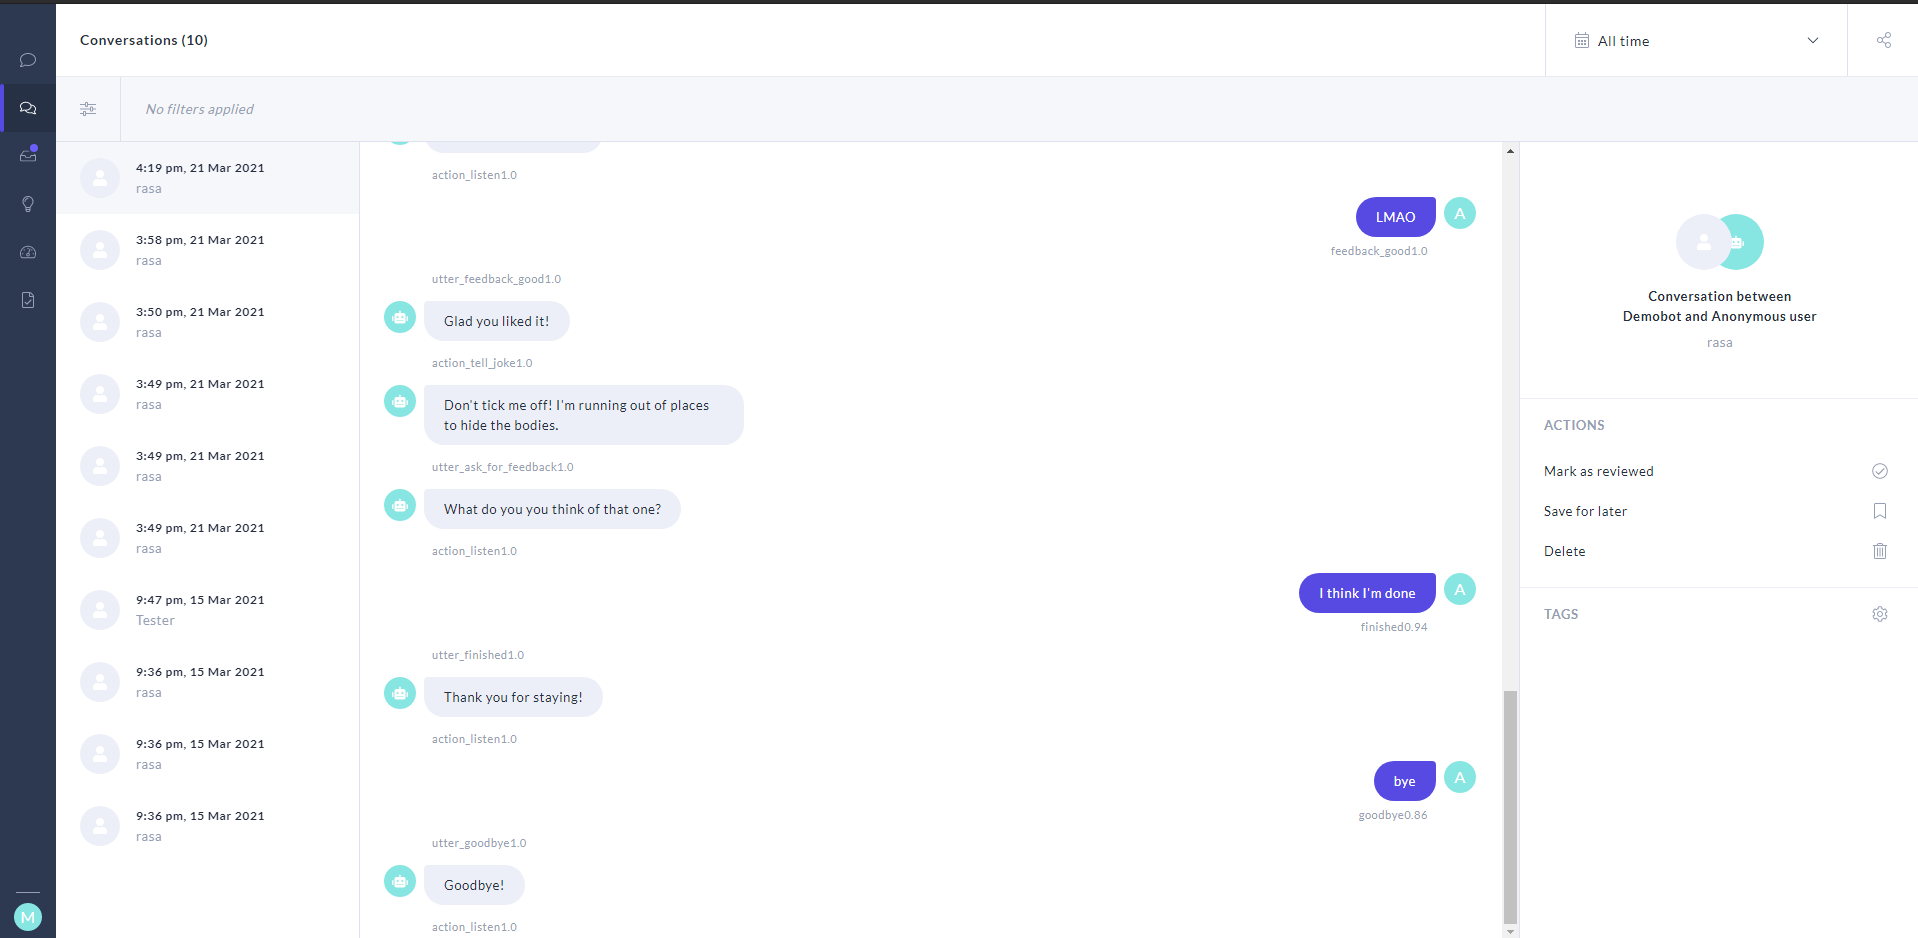 Conversations (10)
All time
No filters applied
4:19 pm, 21 Mar 2021
rasa
3:58 pm, 21 Mar 2021
rasa
3:50 pm, 21 Mar 2021
rasa
3:49 pm, 21 Mar 2021
rasa
3:49 pm, 21 Mar 2021
rasa
3:49 pm, 21 Mar 2021
rasa
9:47 pm, 15 Mar 2021
Tester
9:36 pm, 15 Mar 2021
rasa
9:36 pm, 15 Mar 2021
rasa
9:36 pm, 15 Mar 2021
rasa
M
action_listen1.0
LMAO
A
feedback_good1.0
utter_feedback_good1.0
Glad you liked it!
action_tell_joke1.0
Don't tick me off! I'm running out of places
to hide the bodies.
utter_ask_for_feedback1.0
What do you you think of that one?
action_listen1.0
I think I'm done
A
finished0.94
utter_finished1.0
Thank you for staying!
action_listen1.0
bye
A
goodbye0.86
utter_goodbye1.0
Goodbye!
action_listen1.0
Conversation between
Demobot and Anonymous user
rasa
ACTIONS
Mark as reviewed
Save for later
Delete
TAGS